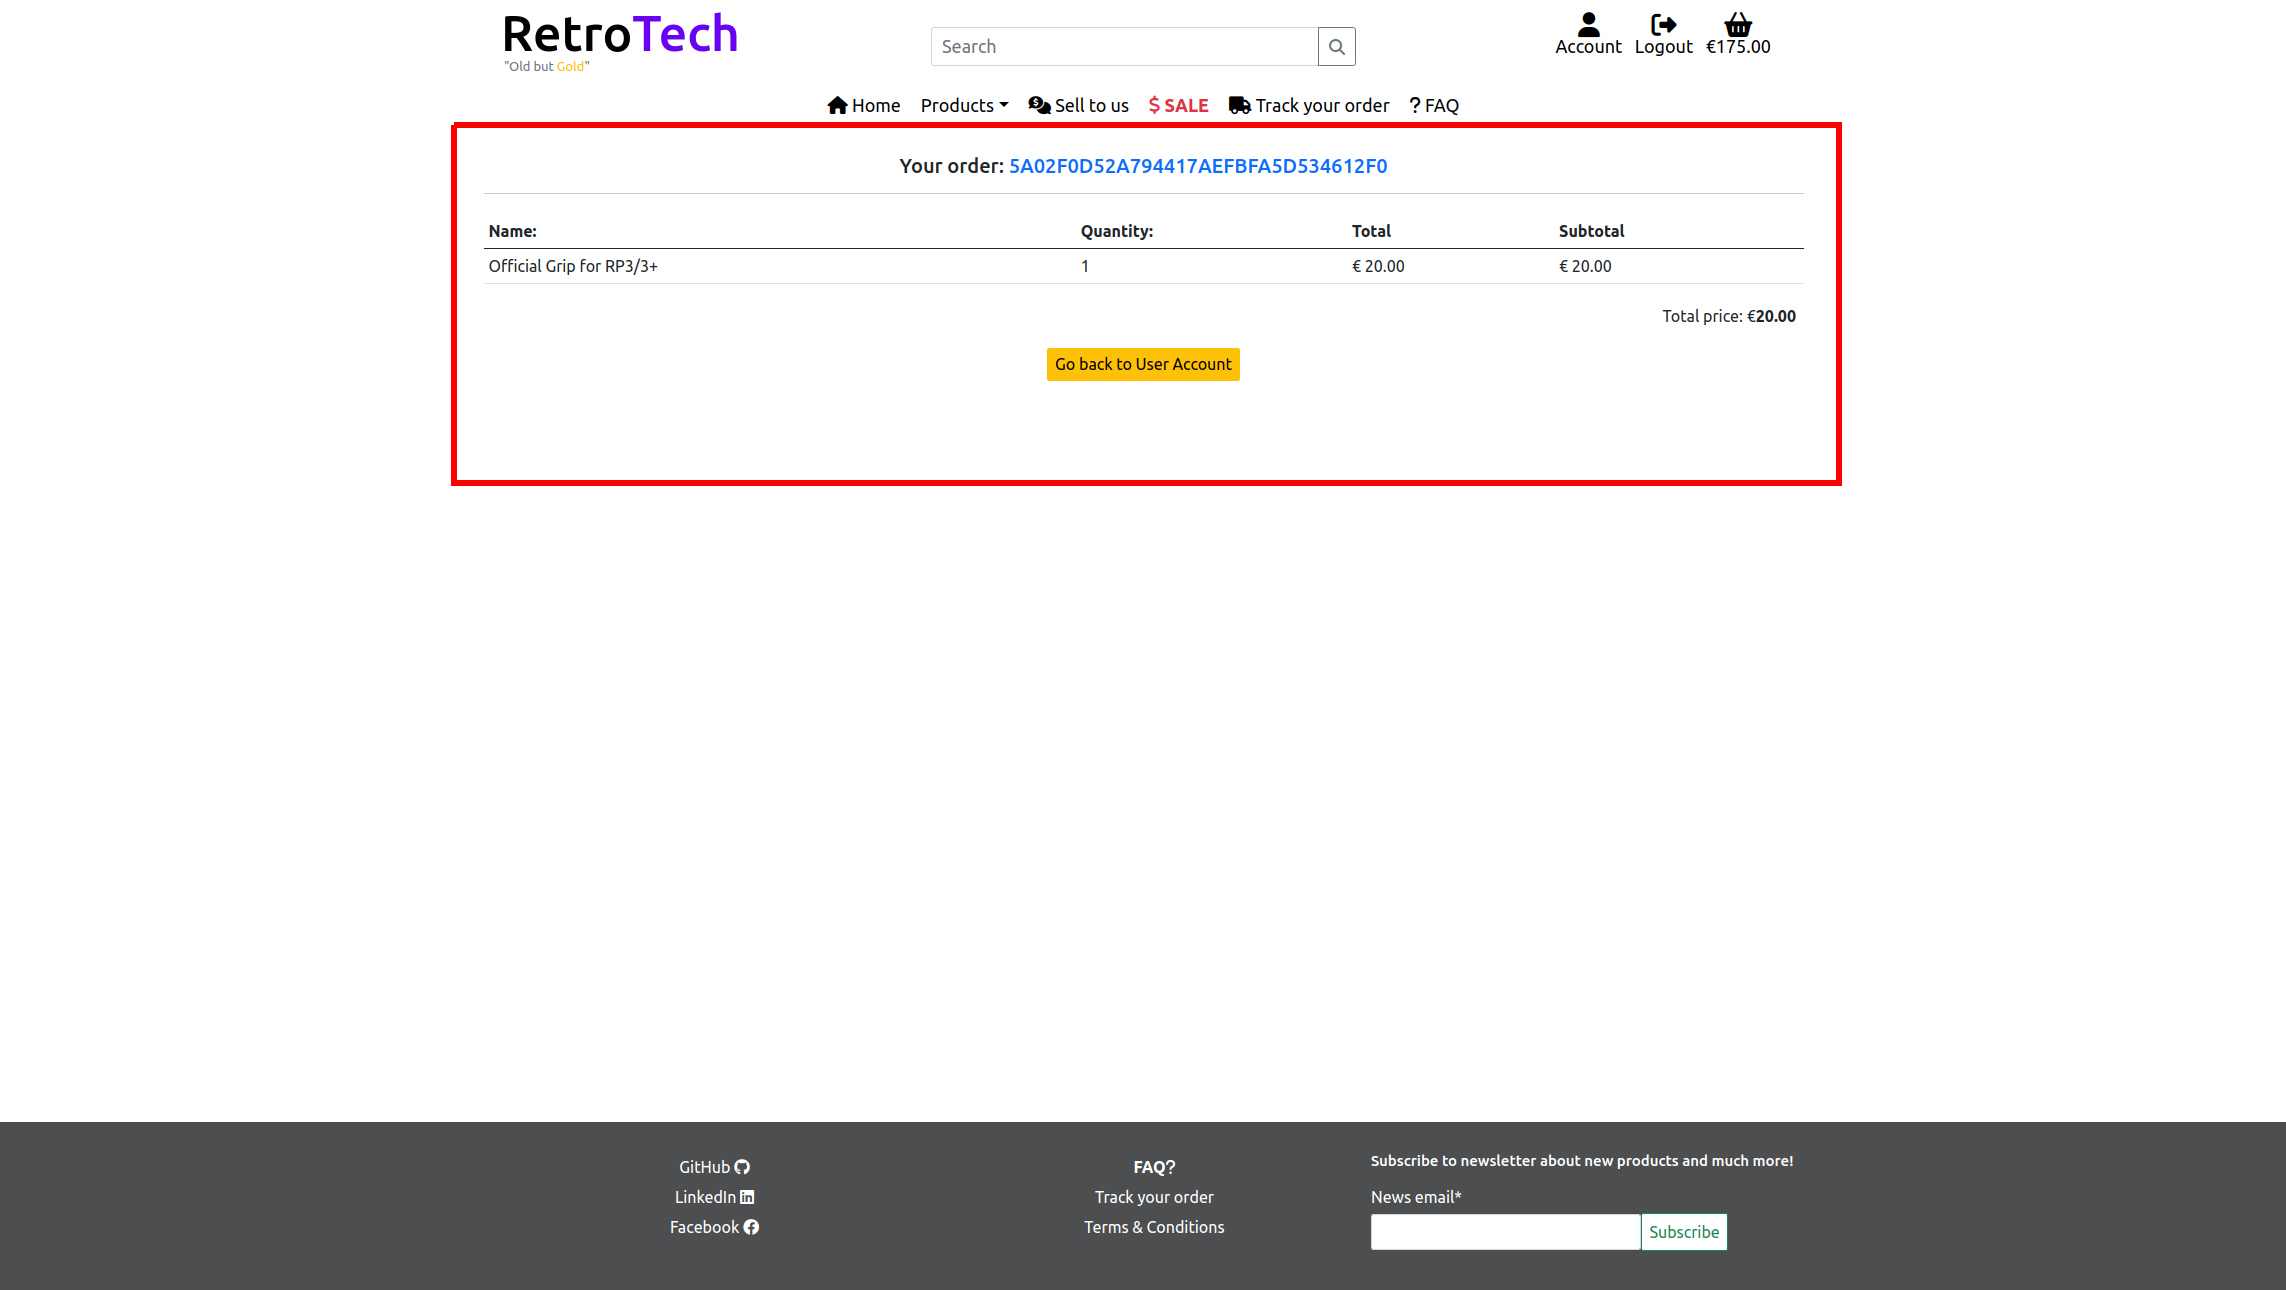 RetroTech
"Old but Gold"
Search
Account Logout €175.00
Home Products Sell to us $ SALE Track your order ? FAQ
Your order: 5A02F0D52A794417AEFBFA5D534612F0
Name: Quantity: Total Subtotal
Official Grip for RP3/3+ 1 € 20.00 € 20.00
Total price: €20.00
Go back to User Account
GitHub
LinkedIn
Facebook
FAQ?
Track your order
Terms & Conditions
Subscribe to newsletter about new products and much more!
News email*
Subscribe